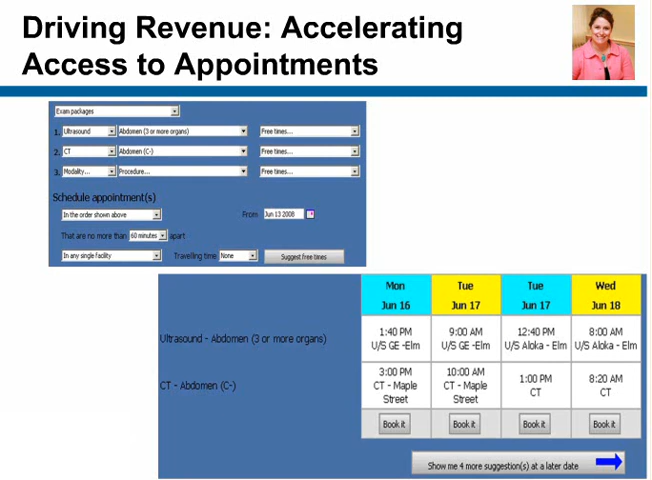 Driving Revenue: Accelerating
Access to Appointments
Exam packages
1. Ultrasound Abdomen (3 or more organs) Free times...
2. CT Abdomen (C-) Free times...
3. Modality... Procedure... Free times...
Schedule appointment(s)
In the order shown above From Jun 13 2008
That are no more than 60 minutes apart
In any single facility Travelling time None Suggest free times
Mon Tue Tue Wed
Jun 16 Jun 17 Jun 17 Jun 18
Ultrasound - Abdomen (3 or more organs)
1:40 PM 9:00 AM 12:40 PM 8:00 AM
U/S GE -Elm U/S GE -Elm U/S Aloka - Elm U/S Aloka - Elm
CT - Abdomen (C-)
3:00 PM 10:00 AM 1:00 PM 8:20 AM
CT - Maple CT - Maple CT CT
Street Street
Book it Book it Book it Book it
Show me 4 more suggestion(s) at a later date